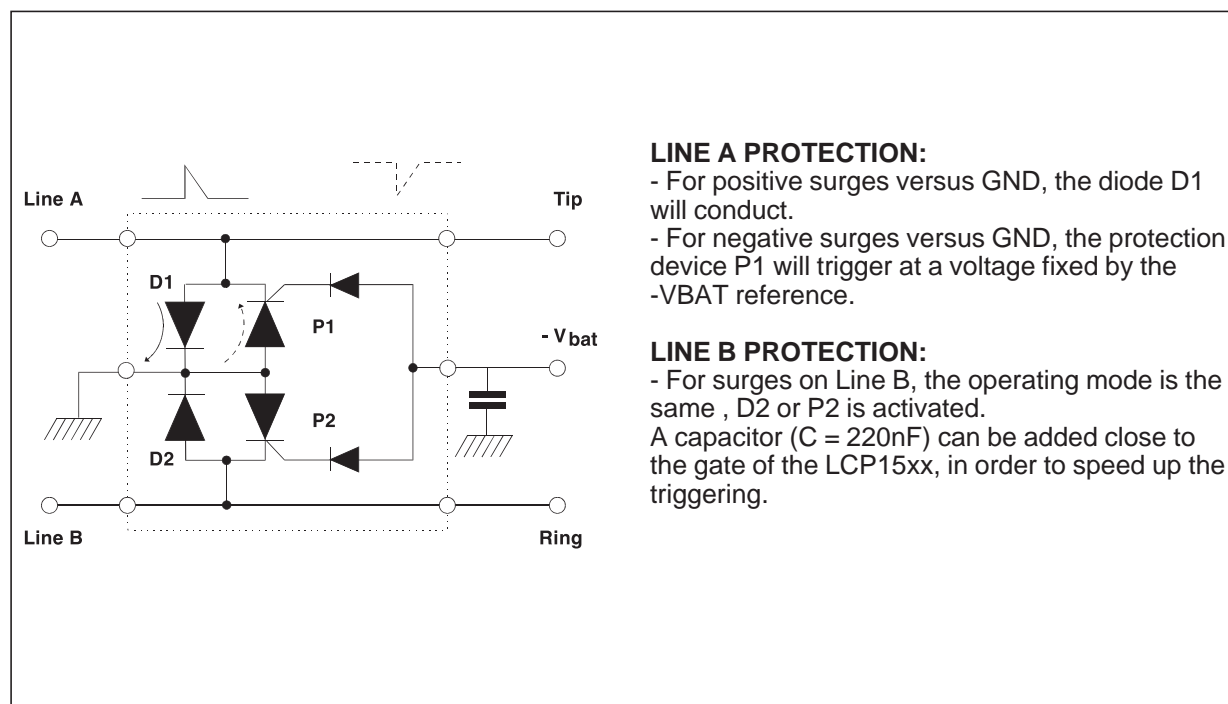 Line A
Tip
D1
P1
- Vbat
P2
D2
Line B
Ring
LINE A PROTECTION:
- For positive surges versus GND, the diode D1
will conduct.
- For negative surges versus GND, the protection
device P1 will trigger at a voltage fixed by the
-VBAT reference.
LINE B PROTECTION:
- For surges on Line B, the operating mode is the
same , D2 or P2 is activated.
A capacitor (C = 220nF) can be added close to
the gate of the LCP15xx, in order to speed up the
triggering.